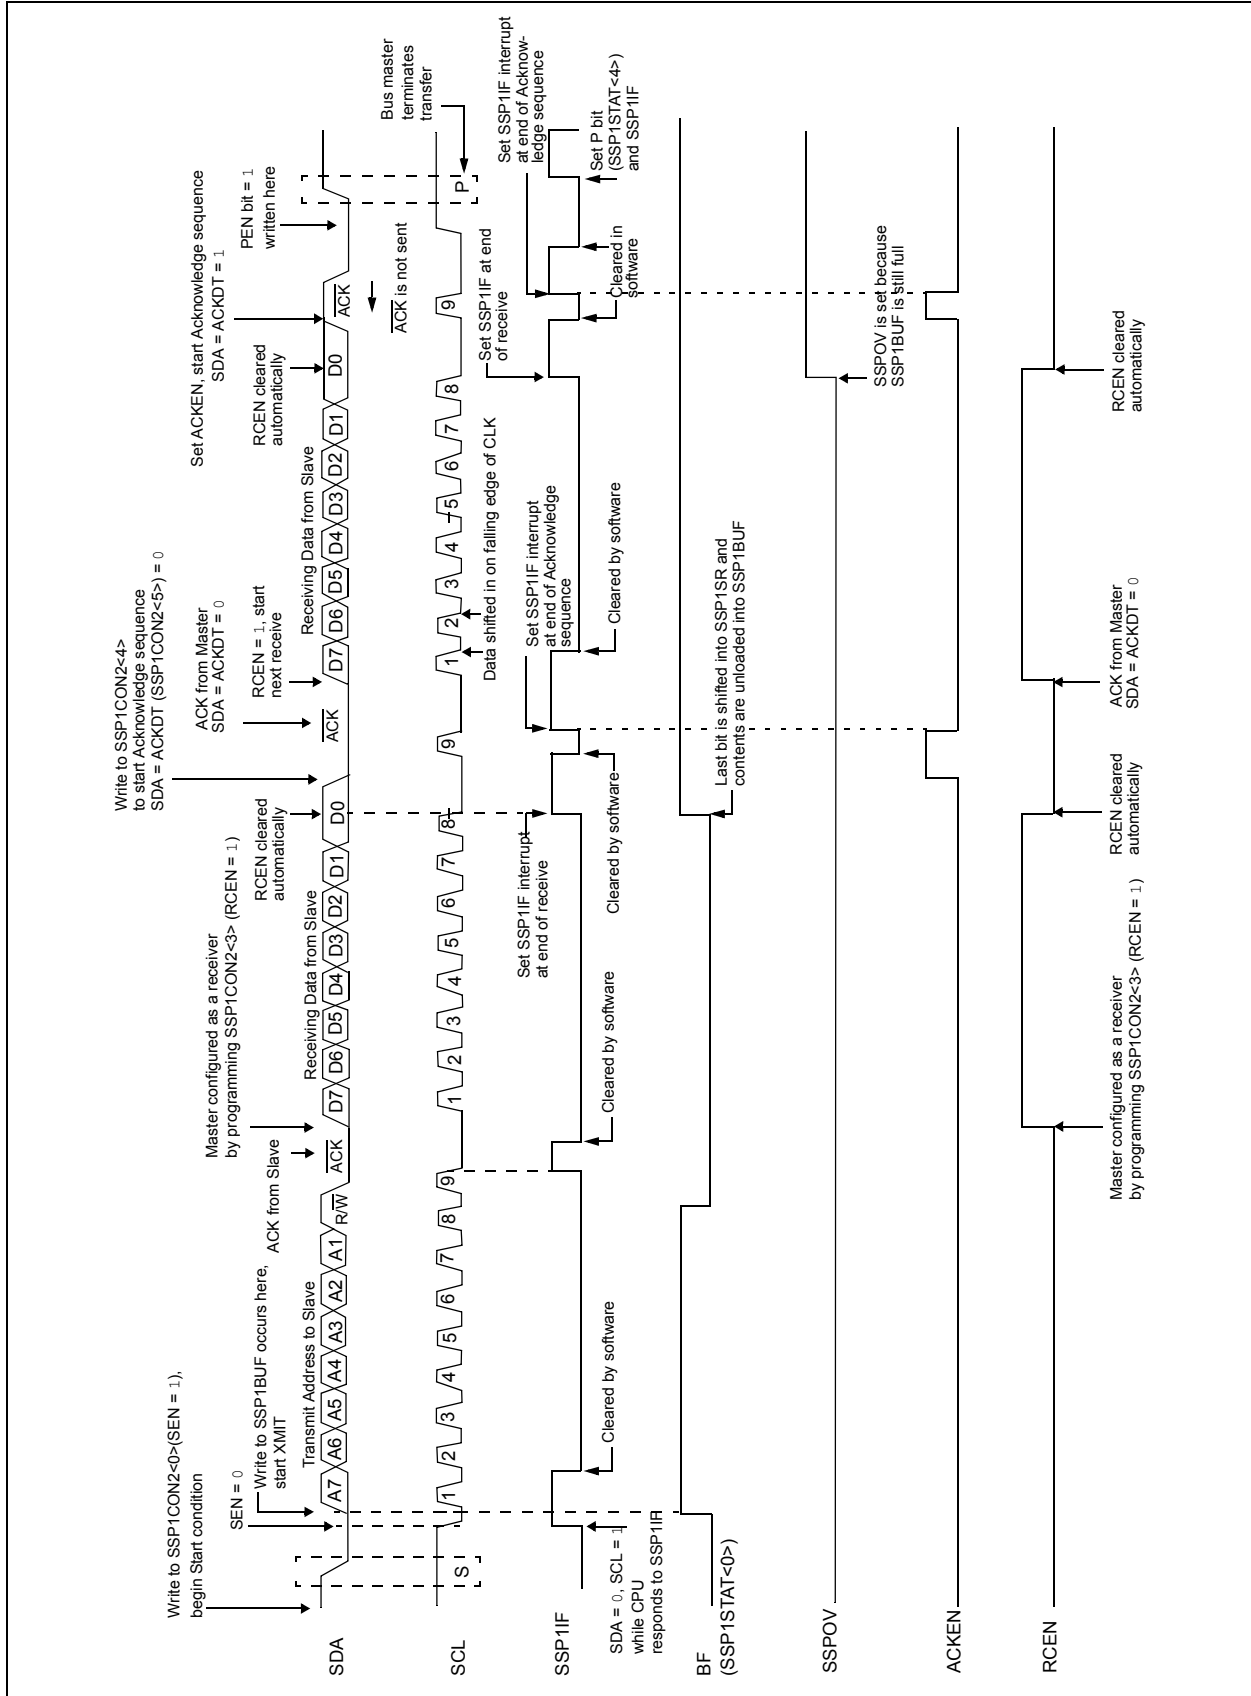 Write to SSP1CON2<0>(SEN = 1),
begin Start condition
SEN = 0
Write to SSP1BUF occurs here,
start XMIT
ACK from Slave
Master configured as a receiver
by programming SSP1CON2<3> (RCEN = 1)
RCEN cleared
automatically
Write to SSP1CON2<4>
to start Acknowledge sequence
SDA = ACKDT (SSP1CON2<5>) = 0
ACK from Master
SDA = ACKDT = 0
RCEN = 1, start
next receive
RCEN cleared
automatically
Set ACKEN, start Acknowledge sequence
SDA = ACKDT = 1
PEN bit = 1
written here
Transmit Address to Slave
Receiving Data from Slave
Receiving Data from Slave
SDA
A7 A6 A5 A4 A3 A2 A1 R/W ACK D7 D6 D5 D4 D3 D2 D1 D0 ACK D7 D6 D5 D4 D3 D2 D1 D0 ACK
ACK is not sent
Bus master
terminates
transfer
SCL
S 1 2 3 4 5 6 7 8 9 1 2 3 4 5 6 7 8 9 1 2 3 4 5 6 7 8 9 P
Data shifted in on falling edge of CLK
Set SSP1IF interrupt
at end of receive
Set SSP1IF interrupt
at end of Acknowledge
sequence
Set SSP1IF at end
of receive
Set SSP1IF interrupt
at end of Acknow-
ledge sequence
SSP1IF
SDA = 0, SCL = 1
while CPU
responds to SSP1IF
Cleared by software
Cleared by software
Cleared by software
Cleared by software
Cleared in
software
Set P bit
(SSP1STAT<4>)
and SSP1IF
BF
(SSP1STAT<0>)
Last bit is shifted into SSP1SR and
contents are unloaded into SSP1BUF
SSPOV
SSPOV is set because
SSP1BUF is still full
ACKEN
RCEN
Master configured as a receiver
by programming SSP1CON2<3> (RCEN = 1)
RCEN cleared
automatically
ACK from Master
SDA = ACKDT = 0
RCEN cleared
automatically